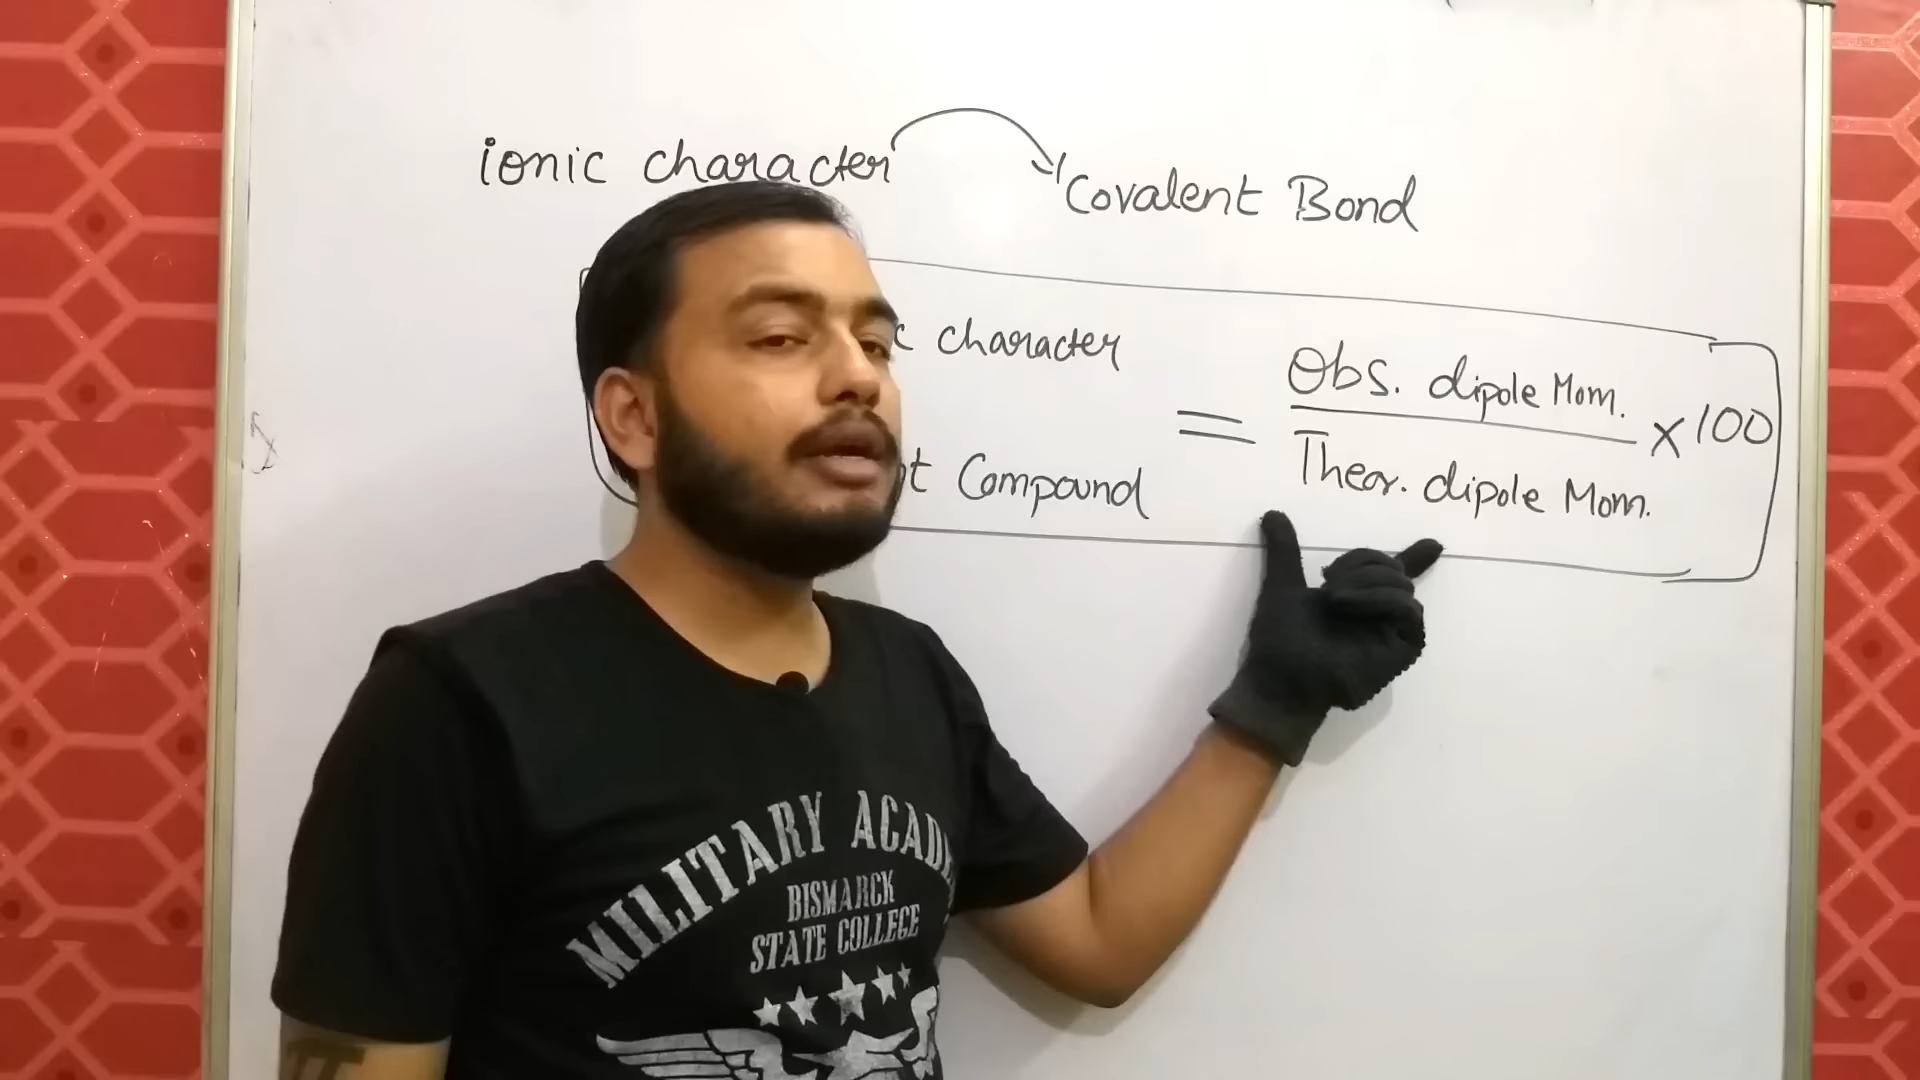 ionic character
Covalent Bond
c character
= Obs. dipole Mom. × 100
Theor. dipole Mom.
t Compound
MILITARY ACADE
BISMARCK
STATE COLLEGE